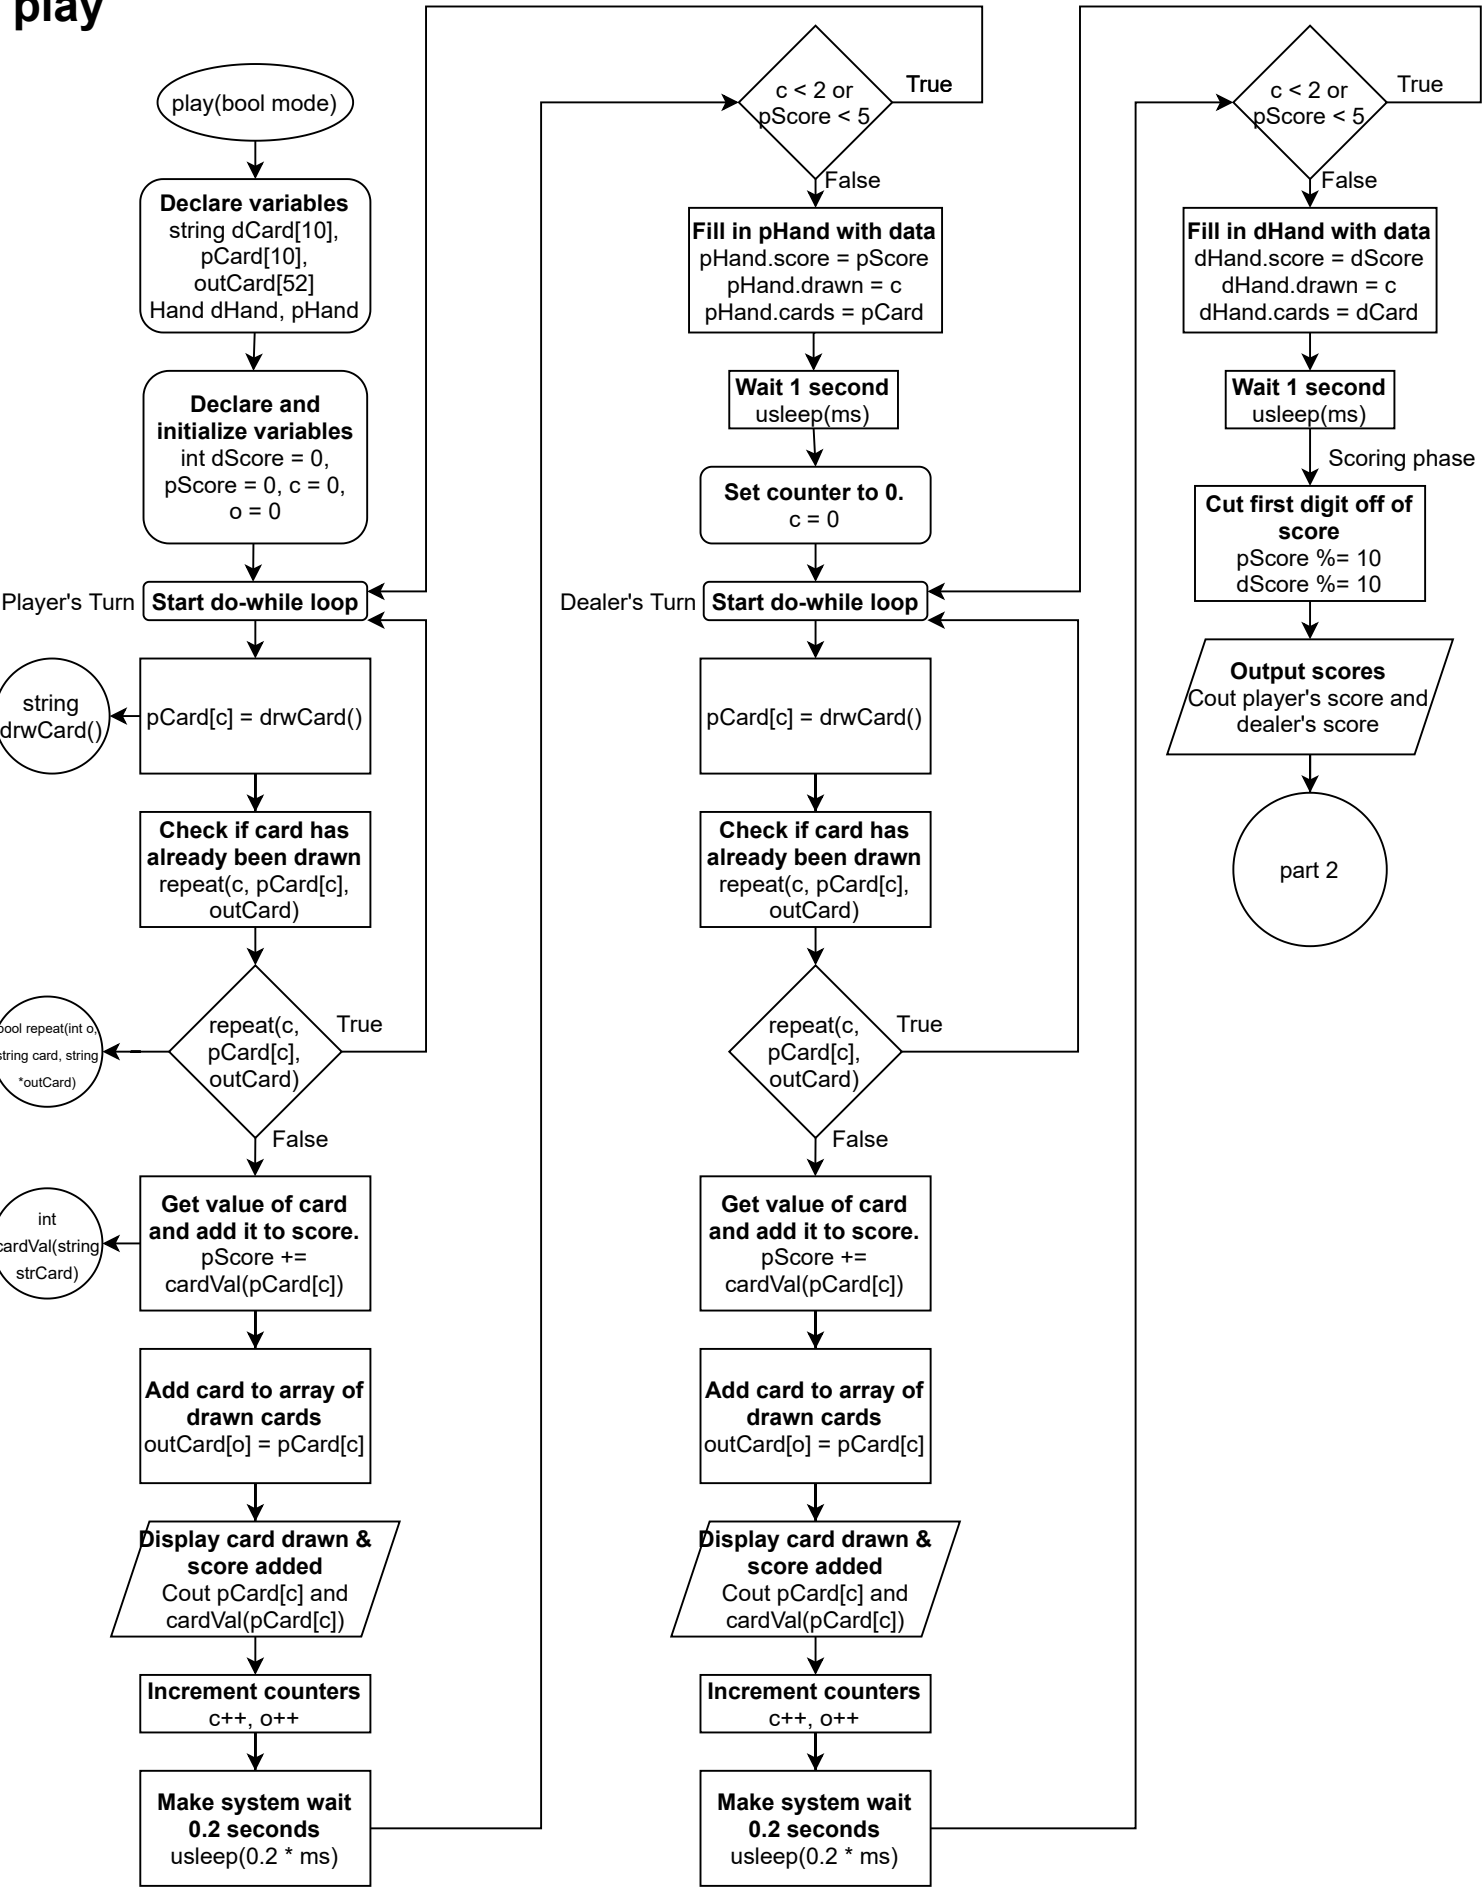 play
play(bool mode)
Declare variables
string dCard[10],
pCard[10],
outCard[52]
Hand dHand, pHand
Declare and
initialize variables
int dScore = 0,
pScore = 0, c = 0,
o = 0
Player's Turn
Start do-while loop
string
drwCard()
pCard[c] = drwCard()
Check if card has
already been drawn
repeat(c, pCard[c],
outCard)
bool repeat(int o,
string card, string
*outCard)
repeat(c,
pCard[c],
outCard)
True
False
int
cardVal(string
strCard)
Get value of card
and add it to score.
pScore +=
cardVal(pCard[c])
Add card to array of
drawn cards
outCard[o] = pCard[c]
Display card drawn &
score added
Cout pCard[c] and
cardVal(pCard[c])
Increment counters
c++, o++
Make system wait
0.2 seconds
usleep(0.2 * ms)
c < 2 or
pScore < 5
True
False
Fill in pHand with data
pHand.score = pScore
pHand.drawn = c
pHand.cards = pCard
Wait 1 second
usleep(ms)
Set counter to 0.
c = 0
Dealer's Turn
Start do-while loop
pCard[c] = drwCard()
Check if card has
already been drawn
repeat(c, pCard[c],
outCard)
repeat(c,
pCard[c],
outCard)
True
False
Get value of card
and add it to score.
pScore +=
cardVal(pCard[c])
Add card to array of
drawn cards
outCard[o] = pCard[c]
Display card drawn &
score added
Cout pCard[c] and
cardVal(pCard[c])
Increment counters
c++, o++
Make system wait
0.2 seconds
usleep(0.2 * ms)
c < 2 or
pScore < 5
True
False
Fill in dHand with data
dHand.score = dScore
dHand.drawn = c
dHand.cards = dCard
Wait 1 second
usleep(ms)
Scoring phase
Cut first digit off of
score
pScore %= 10
dScore %= 10
Output scores
Cout player's score and
dealer's score
part 2